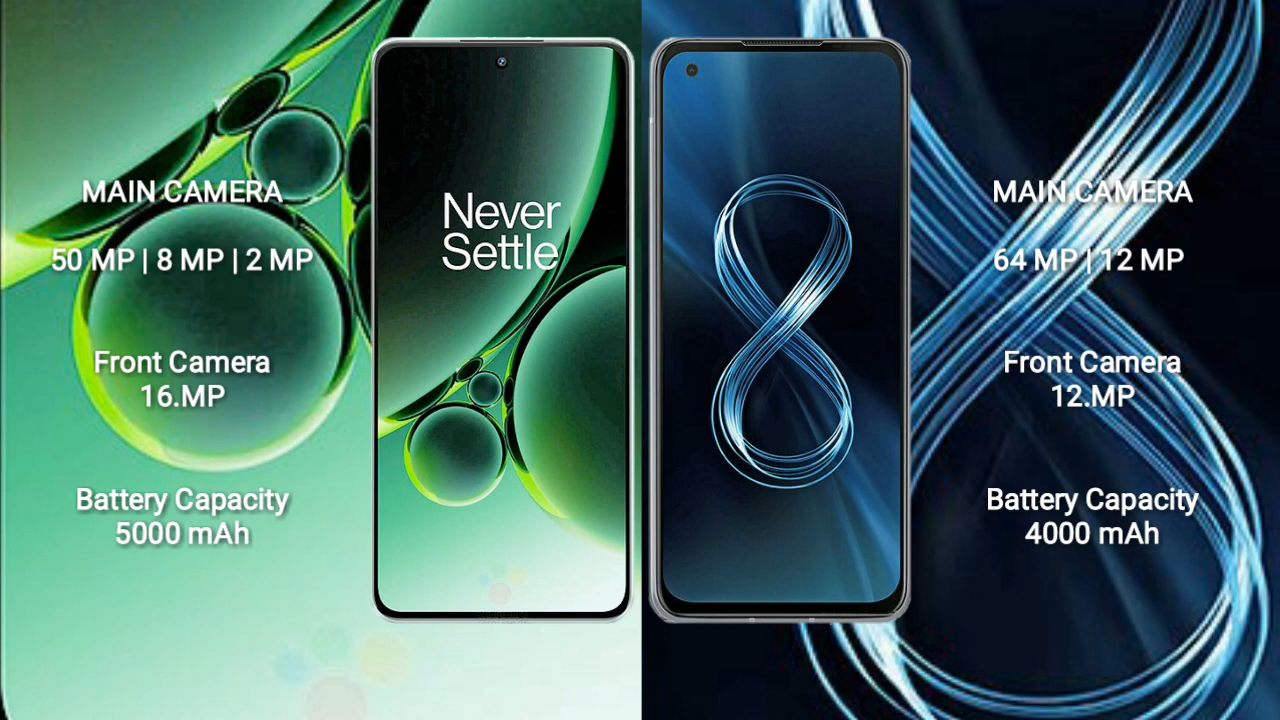 MAIN CAMERA
50 MP | 8 MP | 2 MP
Front Camera
16.MP
Battery Capacity
5000 mAh
Never
Settle
MAIN CAMERA
64 MP | 12 MP
Front Camera
12.MP
Battery Capacity
4000 mAh